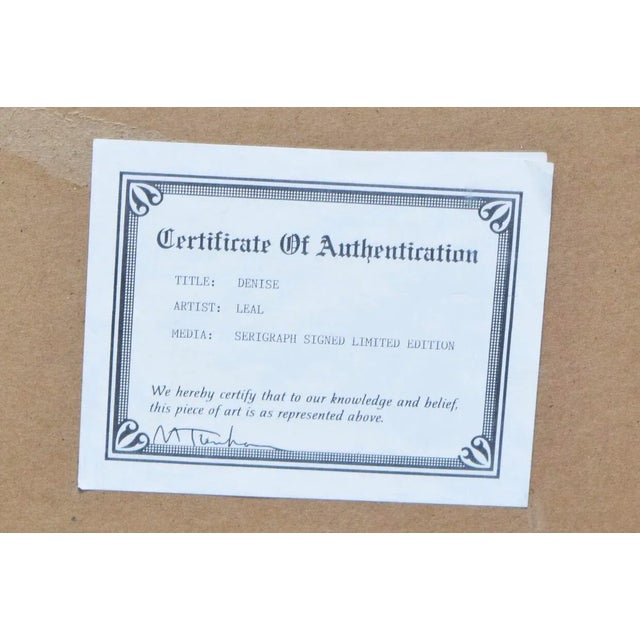 Certificate Of Authentication
TITLE: DENISE
ARTIST: LEAL
MEDIA: SERIGRAPH SIGNED LIMITED EDITION
We hereby certify that to our knowledge and belief,
this piece of art is as represented above.